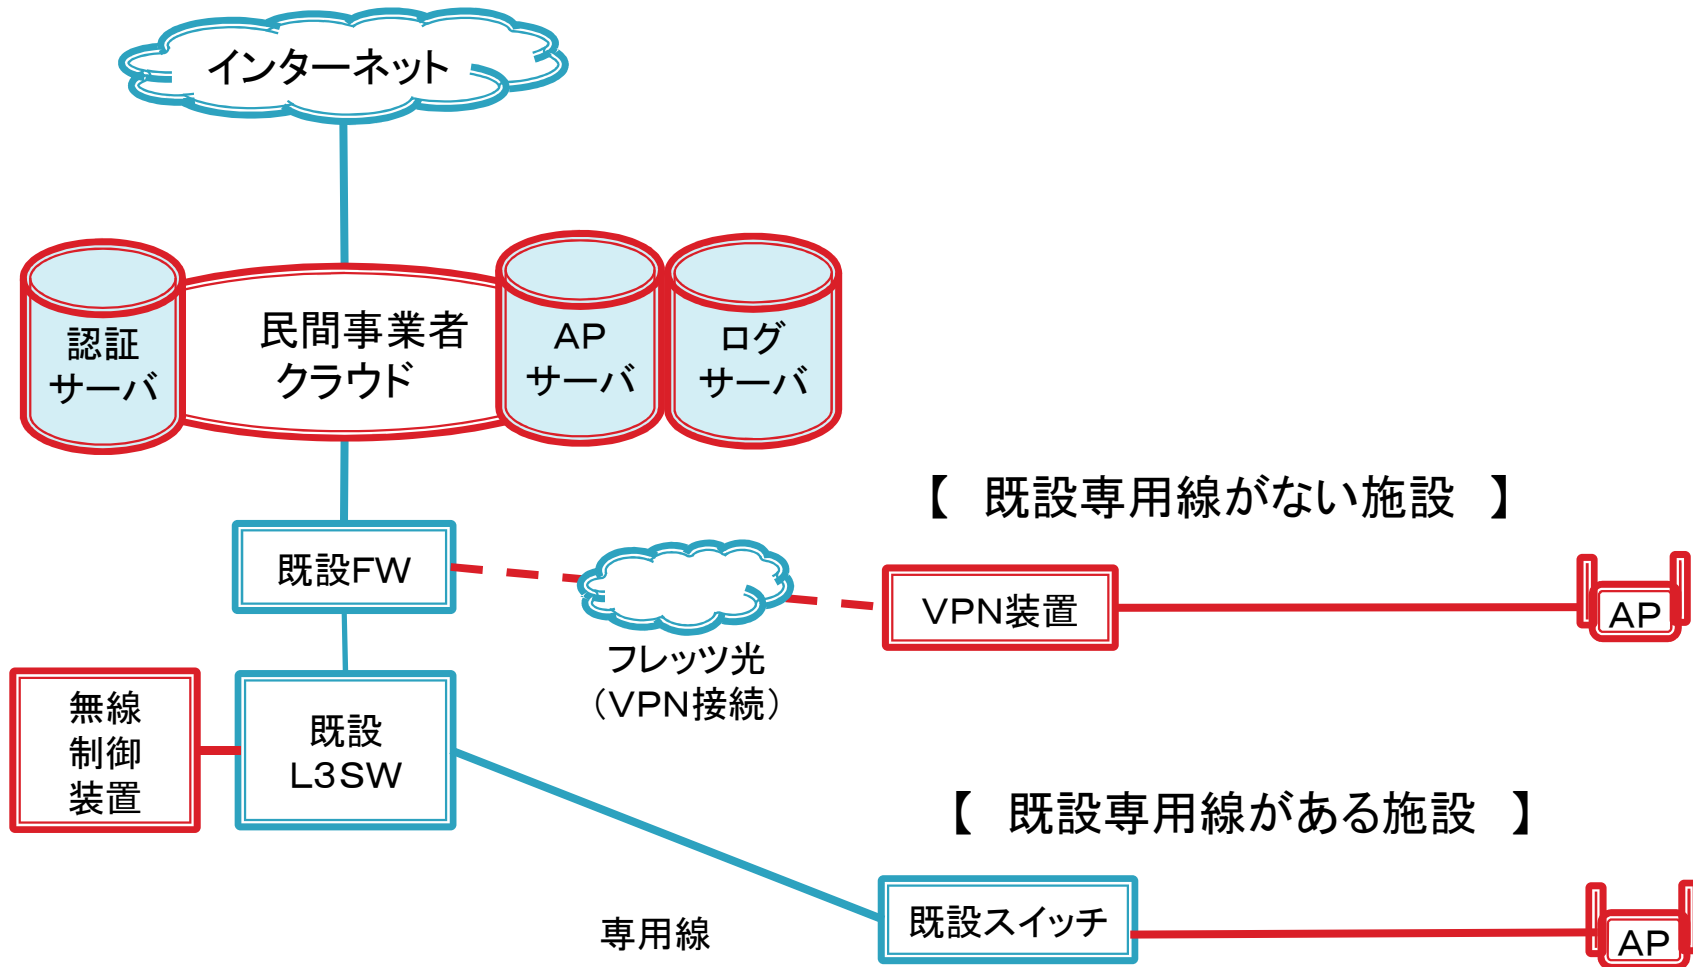 インターネット
認証
サーバ
民間事業者
クラウド
AP
サーバ
ログ
サーバ
【 既設専用線がない施設 】
既設FW
VPN装置
AP
フレッツ光
(VPN接続)
無線
制御
装置
既設
L3SW
【 既設専用線がある施設 】
専用線
既設スイッチ
AP